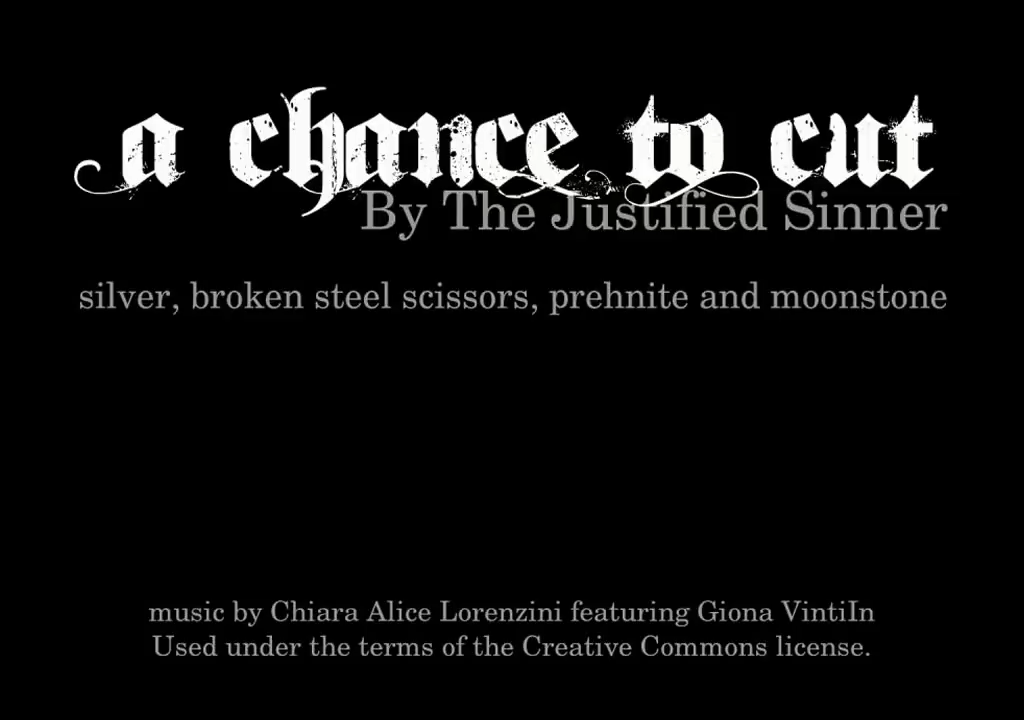 a chance to cut
By The Justified Sinner
silver, broken steel scissors, prehnite and moonstone
music by Chiara Alice Lorenzini featuring Giona VintiIn
Used under the terms of the Creative Commons license.